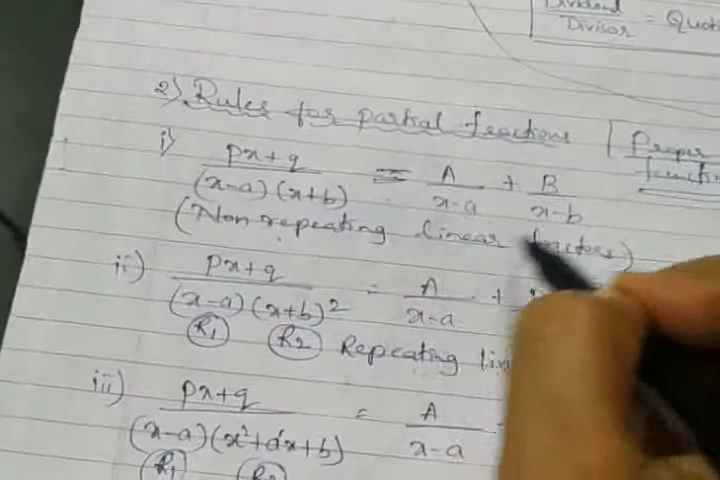 Dividend / Divisor = Quot
2) Rules for partial fractions
Proper
i) px+q / (x-a)(x+b) = A / x-a + B / x-b
(Non repeating linear factors)
ii) px+q / (x-a)(x+b)² = A / x-a +
R1 R2 Repeating lin
iii) px+q / (x-a)(x²+a'x+b) = A / x-a
R1